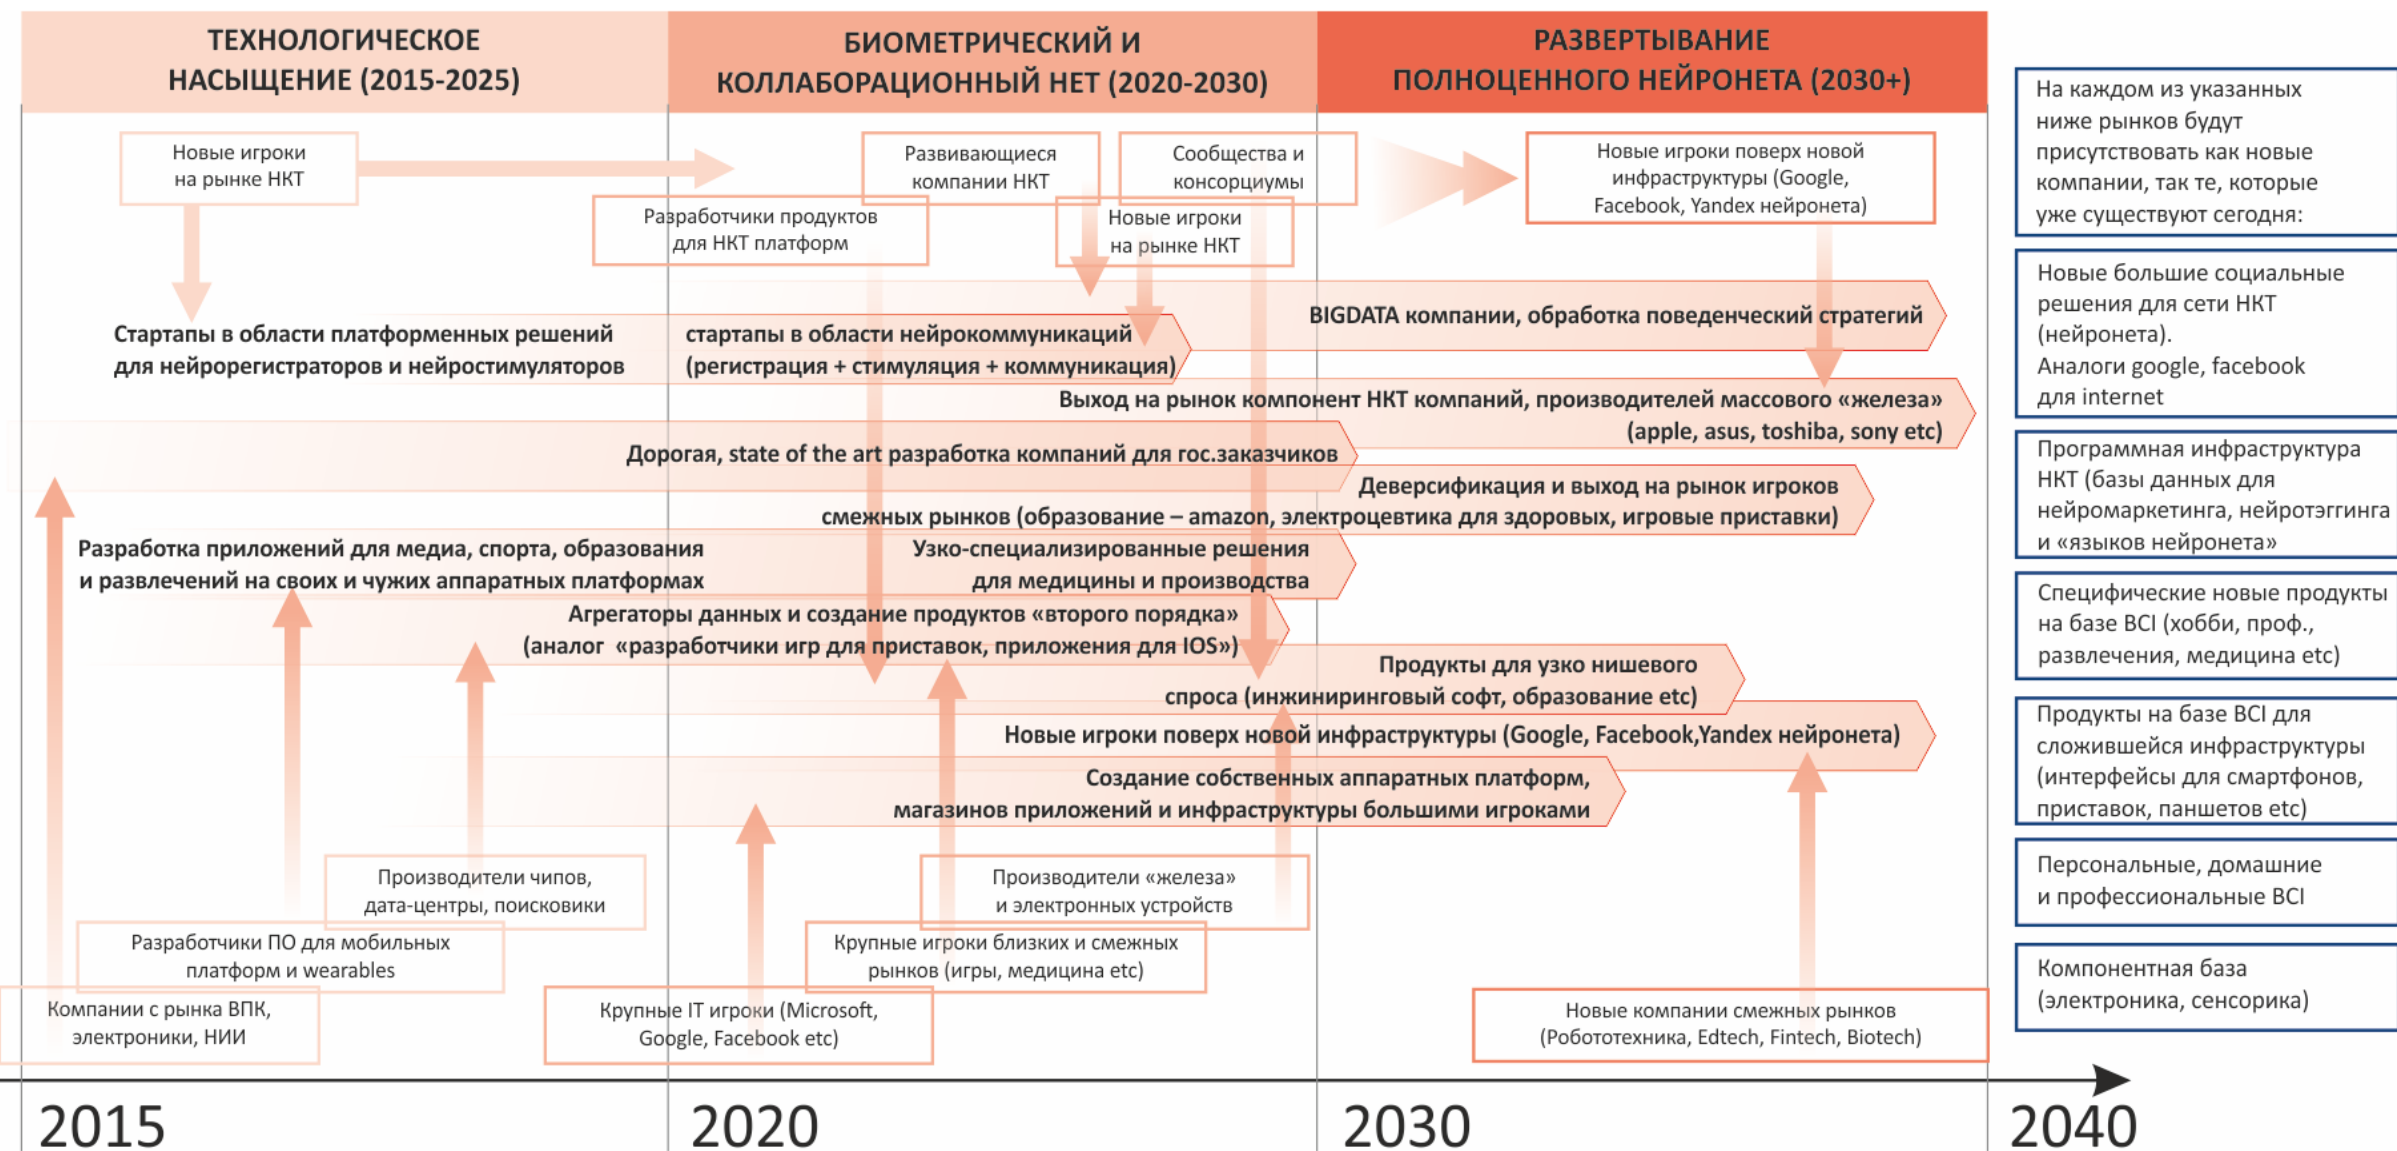 ТЕХНОЛОГИЧЕСКОЕ
НАСЫЩЕНИЕ (2015-2025)
БИОМЕТРИЧЕСКИЙ И
КОЛЛАБОРАЦИОННЫЙ НЕТ (2020-2030)
РАЗВЕРТЫВАНИЕ
ПОЛНОЦЕННОГО НЕЙРОНЕТА (2030+)
Новые игроки
на рынке НКТ
Разработчики продуктов
для НКТ платформ
Развивающиеся
компании НКТ
Сообщества и
консорциумы
Новые игроки
на рынке НКТ
Новые игроки поверх новой
инфраструктуры (Google,
Facebook, Yandex нейронета)
Стартапы в области платформенных решений
для нейрорегистраторов и нейростимуляторов
стартапы в области нейрокоммуникаций
(регистрация + стимуляция + коммуникация)
BIGDATA компании, обработка поведенческий стратегий
Выход на рынок компонент НКТ компаний, производителей массового «железа»
(apple, asus, toshiba, sony etc)
Дорогая, state of the art разработка компаний для гос.заказчиков
Деверсификация и выход на рынок игроков
смежных рынков (образование – amazon, электроцевтика для здоровых, игровые приставки)
Разработка приложений для медиа, спорта, образования
и развлечений на своих и чужих аппаратных платформах
Узко-специализированные решения
для медицины и производства
Агрегаторы данных и создание продуктов «второго порядка»
(аналог «разработчики игр для приставок, приложения для IOS»)
Продукты для узко нишевого
спроса (инжиниринговый софт, образование etc)
Новые игроки поверх новой инфраструктуры (Google, Facebook,Yandex нейронета)
Создание собственных аппаратных платформ,
магазинов приложений и инфраструктуры большими игроками
Производители чипов,
дата-центры, поисковики
Разработчики ПО для мобильных
платформ и wearables
Компании с рынка ВПК,
электроники, НИИ
Производители «железа»
и электронных устройств
Крупные игроки близких и смежных
рынков (игры, медицина etc)
Крупные IT игроки (Microsoft,
Google, Facebook etc)
Новые компании смежных рынков
(Робототехника, Edtech, Fintech, Biotech)
2015
2020
2030
2040
На каждом из указанных
ниже рынков будут
присутствовать как новые
компании, так те, которые
уже существуют сегодня:
Новые большие социальные
решения для сети НКТ
(нейронета).
Аналоги google, facebook
для internet
Программная инфраструктура
НКТ (базы данных для
нейромаркетинга, нейротэггинга
и «языков нейронета»
Специфические новые продукты
на базе BCI (хобби, проф.,
развлечения, медицина etc)
Продукты на базе BCI для
сложившейся инфраструктуры
(интерфейсы для смартфонов,
приставок, паншетов etc)
Персональные, домашние
и профессиональные BCI
Компонентная база
(электроника, сенсорика)